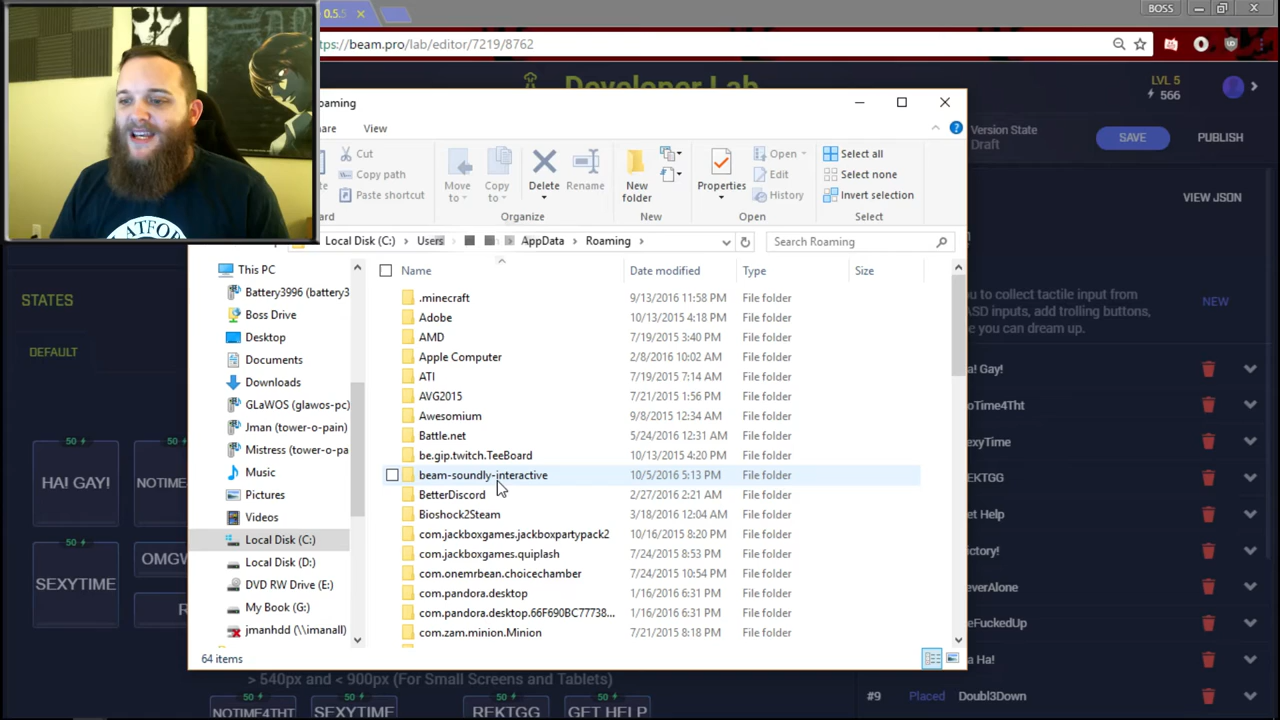 0.5.5
BOSS
ttps://beam.pro/lab/editor/7219/8762
Developer Lab
LVL 5
566
Version State
Draft
SAVE
PUBLISH
VIEW JSON
Roaming
View
Cut
Copy path
Paste shortcut
Move to
Copy to
Delete
Rename
New folder
Properties
Open
Edit
History
Select all
Select none
Invert selection
Organize
New
Open
Select
Local Disk (C:) > Users > AppData > Roaming >
Search Roaming
Name
Date modified
Type
Size
This PC
Battery3996 (battery3
Boss Drive
Desktop
Documents
Downloads
GLaWOS (glawos-pc)
Jman (tower-o-pain)
Mistress (tower-o-pa
Music
Pictures
Videos
Local Disk (C:)
Local Disk (D:)
DVD RW Drive (E:)
My Book (G:)
jmanhdd (\\imanall)
.minecraft 9/13/2016 11:58 PM File folder
Adobe 10/13/2015 4:18 PM File folder
AMD 7/19/2015 3:40 PM File folder
Apple Computer 2/8/2016 10:02 AM File folder
ATI 7/19/2015 7:14 AM File folder
AVG2015 7/21/2015 1:56 PM File folder
Awesomium 9/8/2015 12:34 AM File folder
Battle.net 5/24/2016 12:31 AM File folder
be.gip.twitch.TeeBoard 10/13/2015 4:20 PM File folder
beam-soundly-interactive 10/5/2016 5:13 PM File folder
BetterDiscord 2/27/2016 2:21 AM File folder
Bioshock2Steam 3/18/2016 12:04 AM File folder
com.jackboxgames.jackboxpartypack2 10/16/2015 8:20 PM File folder
com.jackboxgames.quiplash 7/24/2015 8:53 PM File folder
com.onemrbean.choicechamber 7/24/2015 10:54 PM File folder
com.pandora.desktop 1/16/2016 6:31 PM File folder
com.pandora.desktop.66F690BC77738... 1/16/2016 6:31 PM File folder
com.zam.minion.Minion 7/21/2015 8:18 PM File folder
64 items
STATES
DEFAULT
50
HA! GAY!
50
NOTIME
50
SEXYTIME
OMGW
R
u to collect tactile input from
SD inputs, add trolling buttons,
e you can dream up.
NEW
a! Gay!
oTime4Tht
exyTime
EKTGG
et Help
ictory!
everAlone
eFuckedUp
a Ha!
#9 Placed Doubl3Down
> 540px and < 900px (For Small Screens and Tablets)
50
NOTIME4THT
50
SEXYTIME
50
REKTGG
50
GET HELP